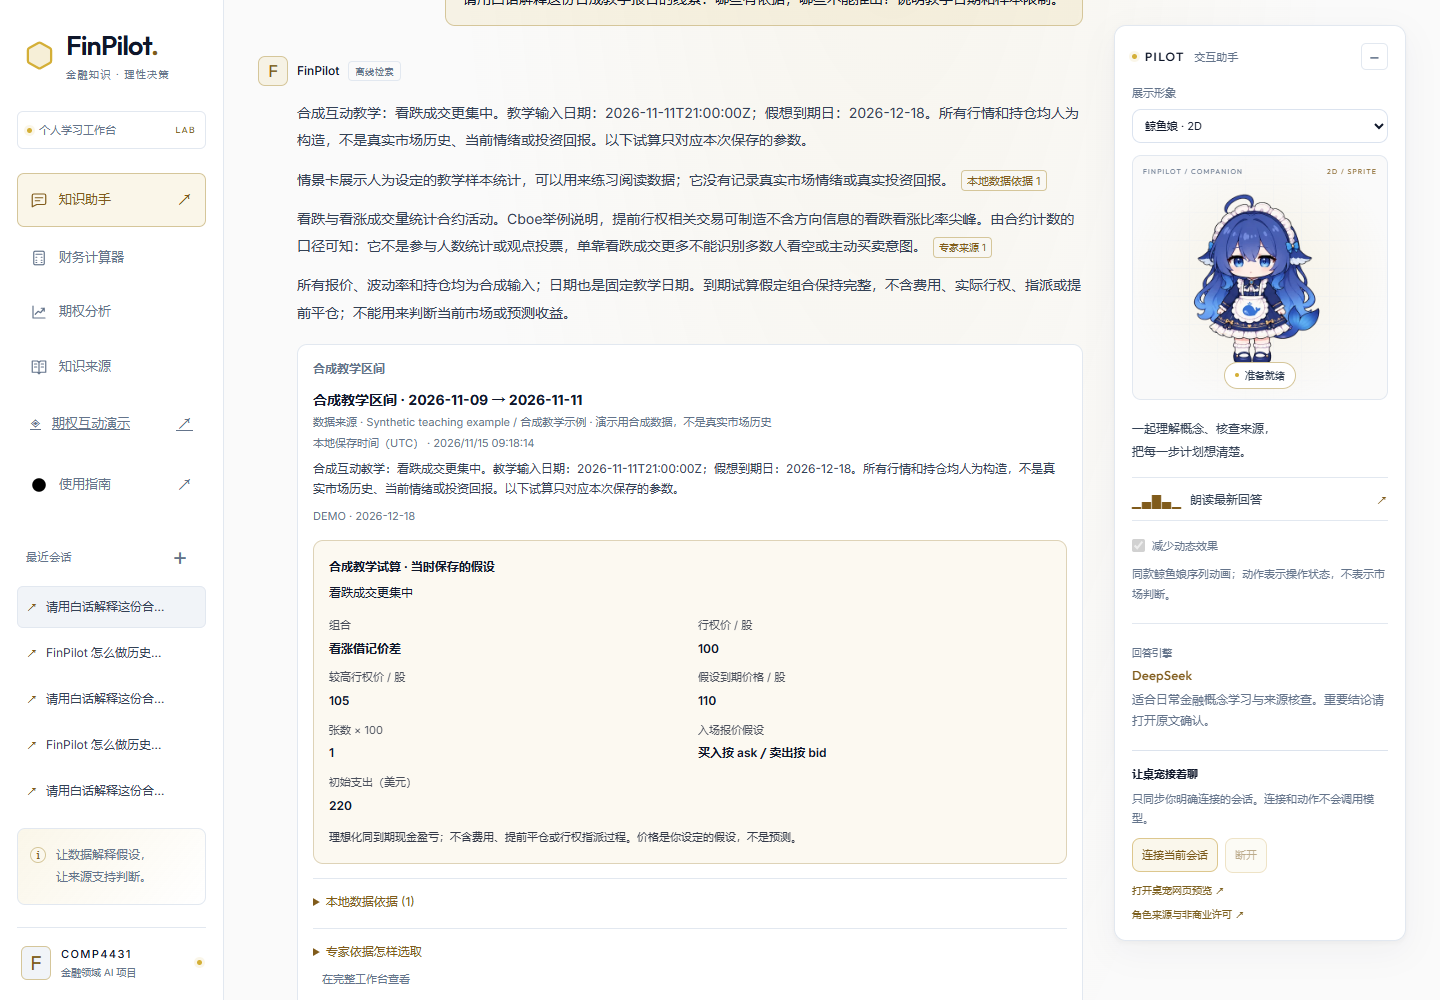 FinPilot.
金融知识 · 理性决策
个人学习工作台 LAB
知识助手
财务计算器
期权分析
知识来源
期权互动演示
使用指南
最近会话 +
请用白话解释这份合...
FinPilot 怎么做历史...
请用白话解释这份合...
FinPilot 怎么做历史...
请用白话解释这份合...
让数据解释假设，
让来源支持判断。
F COMP4431
金融领域 AI 项目
请用白话解释这份合成教学报告的线索：哪些有依据，哪些不能推出？说明教学日期和样本限制。
F FinPilot 离线检索
合成互动教学：看跌成交更集中。教学输入日期：2026-11-11T21:00:00Z；假想到期日：2026-12-18。所有行情和持仓均人为
构造，不是真实市场历史、当前情绪或投资回报。以下试算只对应本次保存的参数。
情景卡展示人为设定的教学样本统计，可以用来练习阅读数据；它没有记录真实市场情绪或真实投资回报。 本地数据依据 1
看跌与看涨成交量统计合约活动。Cboe举例说明，提前行权相关交易可制造不含方向信息的看跌看涨比率尖峰。由合约计数的
口径可知：它不是参与人数统计或观点投票，单靠看跌成交更多不能识别多数人看空或主动买卖意图。 专家来源 1
所有报价、波动率和持仓均为合成输入；日期也是固定教学日期。到期试算假定组合保持完整，不含费用、实际行权、指派或提
前平仓；不能用来判断当前市场或预测收益。
合成教学区间
合成教学区间 · 2026-11-09 → 2026-11-11
数据来源 · Synthetic teaching example / 合成教学示例 · 演示用合成数据，不是真实市场历史
本地保存时间（UTC） · 2026/11/15 09:18:14
合成互动教学：看跌成交更集中。教学输入日期：2026-11-11T21:00:00Z；假想到期日：2026-12-18。所有行情和持仓均人为构造，不是真
实市场历史、当前情绪或投资回报。以下试算只对应本次保存的参数。
DEMO · 2026-12-18
合成教学试算 · 当时保存的假设
看跌成交更集中
组合 行权价 / 股
看涨借记价差 100
较高行权价 / 股 假设到期价格 / 股
105 110
张数 × 100 入场报价假设
1 买入按 ask / 卖出按 bid
初始支出（美元）
220
理想化同到期现金盈亏；不含费用、提前平仓或行权指派过程。价格是你设定的假设，不是预测。
本地数据依据 (1)
专家依据怎样选取
在完整工作台查看
PILOT 交互助手
展示形象
鲸鱼娘 · 2D
FINPILOT / COMPANION 2D / SPRITE
准备就绪
一起理解概念、核查来源，
把每一步计划想清楚。
朗读最新回答
减少动态效果
同款鲸鱼娘序列动画；动作表示操作状态，不表示市
场判断。
回答引擎
DeepSeek
适合日常金融概念学习与来源核查。重要结论请
打开原文确认。
让桌宠接着聊
只同步你明确连接的会话。连接和动作不会调用模
型。
连接当前会话 断开
打开桌宠网页预览 ↗
角色来源与非商业许可 ↗